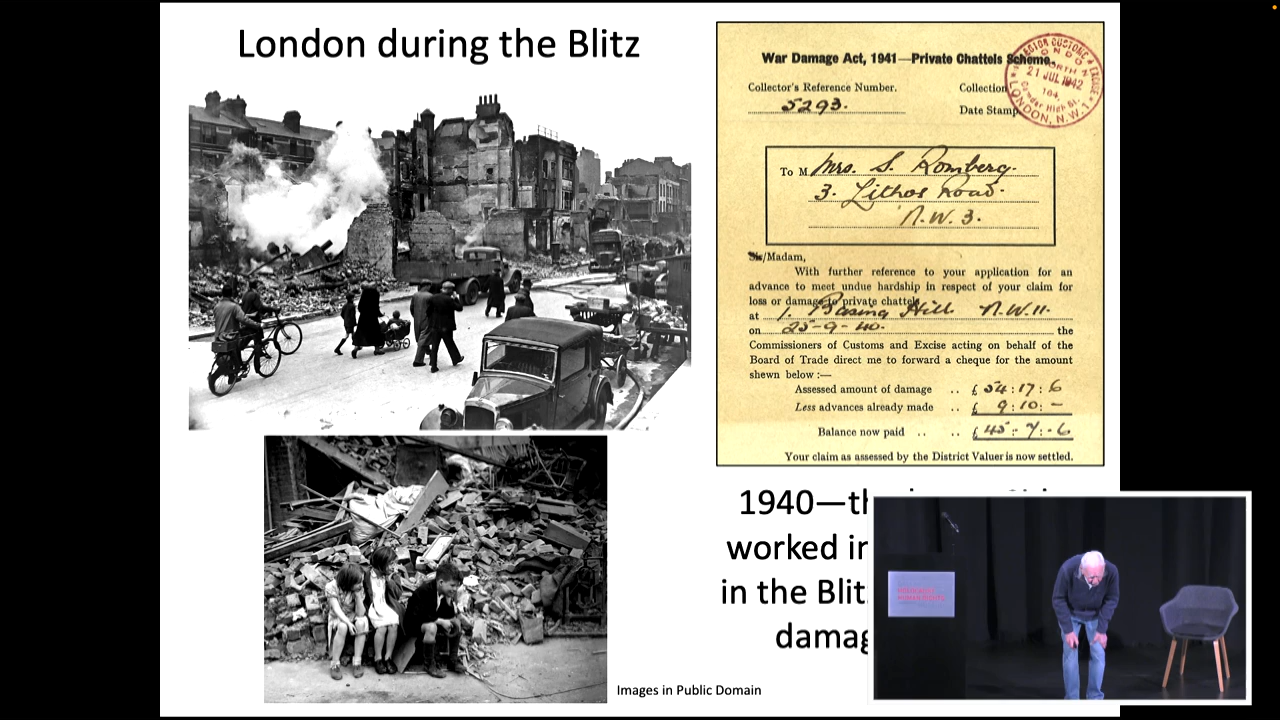 London during the Blitz
War Damage Act, 1941—Private Chattels Scheme.
Collector's Reference Number.
Collection
5293.
Date Stamp
21 JUL 1942
LONDON, N.W.1
To M Mrs. S. Romberg.
3. Lithos Road.
N.W. 3.
/Madam,
With further reference to your application for an
advance to meet undue hardship in respect of your claim for
loss or damage to private chattels
at 1. Basing Hill N.W.11.
on 25-9-40. the
Commissioners of Customs and Excise acting on behalf of the
Board of Trade direct me to forward a cheque for the amount
shewn below :—
Assessed amount of damage .. £ 54:17:6
Less advances already made .. £ 9:10:-
Balance now paid .. .. £ 45:7:-6
Your claim as assessed by the District Valuer is now settled.
1940—
worked in
in the Blitz
Images in Public Domain